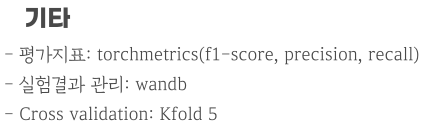 기타
- 평가지표: torchmetrics(f1-score, precision, recall)
- 실험결과 관리: wandb
- Cross validation: Kfold 5